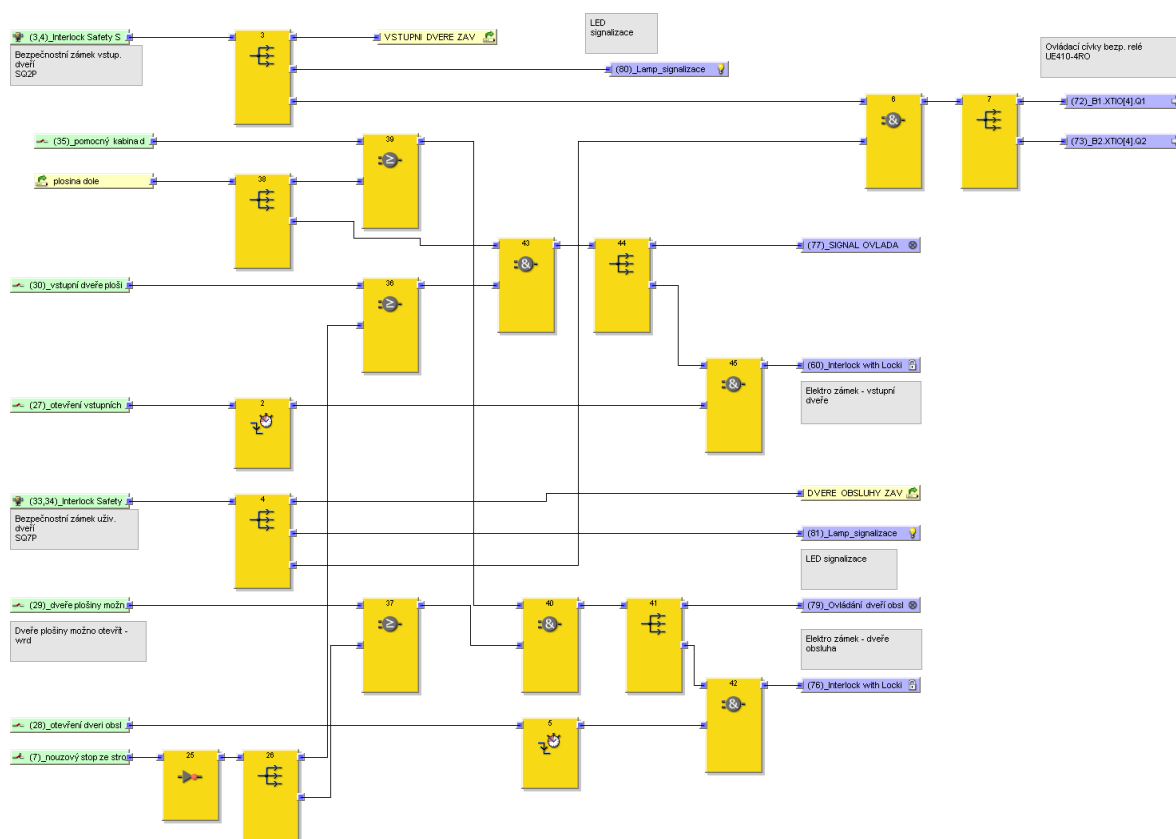 LED
signalizace
(3,4)_Interlock Safety S
3
VSTUPNI DVERE ZAV
Bezpečnostní zámek vstup.
dveří
SQ2P
Ovládací cívky bezp. relé
UE410-4RO
(80)_Lamp_signalizace
6
7
(72)_B1.XTIO[4].Q1
(73)_B2.XTIO[4].Q2
(35)_pomocný kabina d
39
plosina dole
38
43
44
(77)_SIGNAL OVLADA
(30)_vstupní dveře ploši
36
45
(60)_Interlock with Locki
Elektro zámek - vstupní
dveře
(27)_otevření vstupních
2
(33,34)_Interlock Safety
4
DVERE OBSLUHY ZAV
Bezpečnostní zámek uživ.
dveří
SQ7P
(81)_Lamp_signalizace
LED signalizace
(29)_dveře plošiny možn
37
40
41
(79)_Ovládání dveří obsl
Dveře plošiny možno otevřít -
wrd
Elektro zámek - dveře
obsluha
42
(76)_Interlock with Locki
(28)_otevření dveri obsl
5
(7)_nouzový stop ze stro
25
26